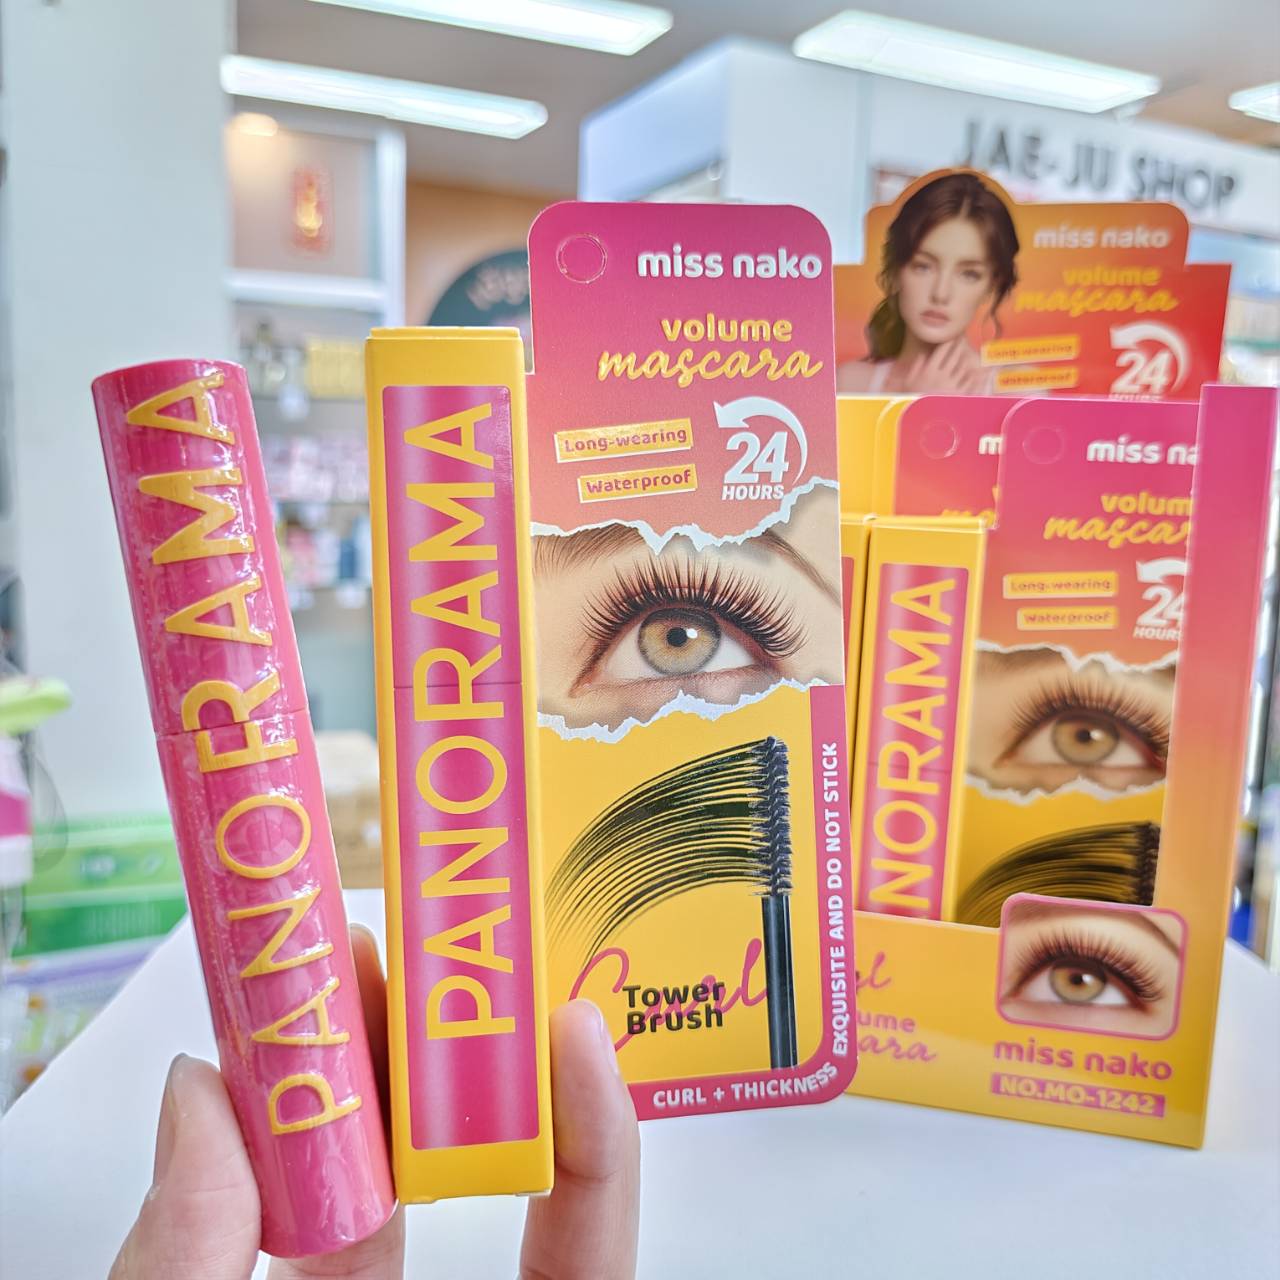 JAE-JU SHOP
PANORAMA
PANORAMA
miss nako
volume
mascara
Long-wearing
Waterproof
24
HOURS
Curl
Tower
Brush
CURL + THICKNESS EXQUISITE AND DO NOT STICK
miss nako
volume
mascara
Long-wearing
Waterproof
24
HOURS
miss na
volum
mascar
Long-wearing
Waterproof
24
HOURS
NORAMA
miss nako
NO.MO-1242